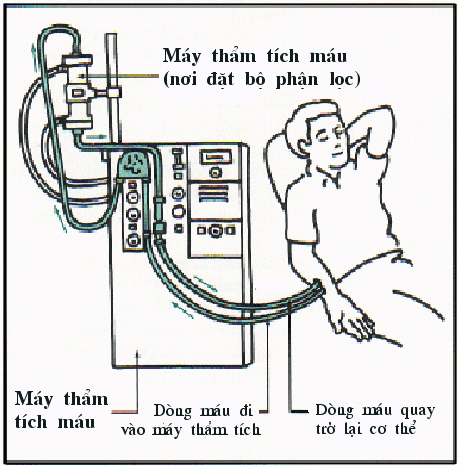 Máy thẩm tích máu
(nơi đặt bộ phận lọc)
Máy thẩm
tích máu
Dòng máu đi
vào máy thẩm tích
Dòng máu quay
trở lại cơ thể